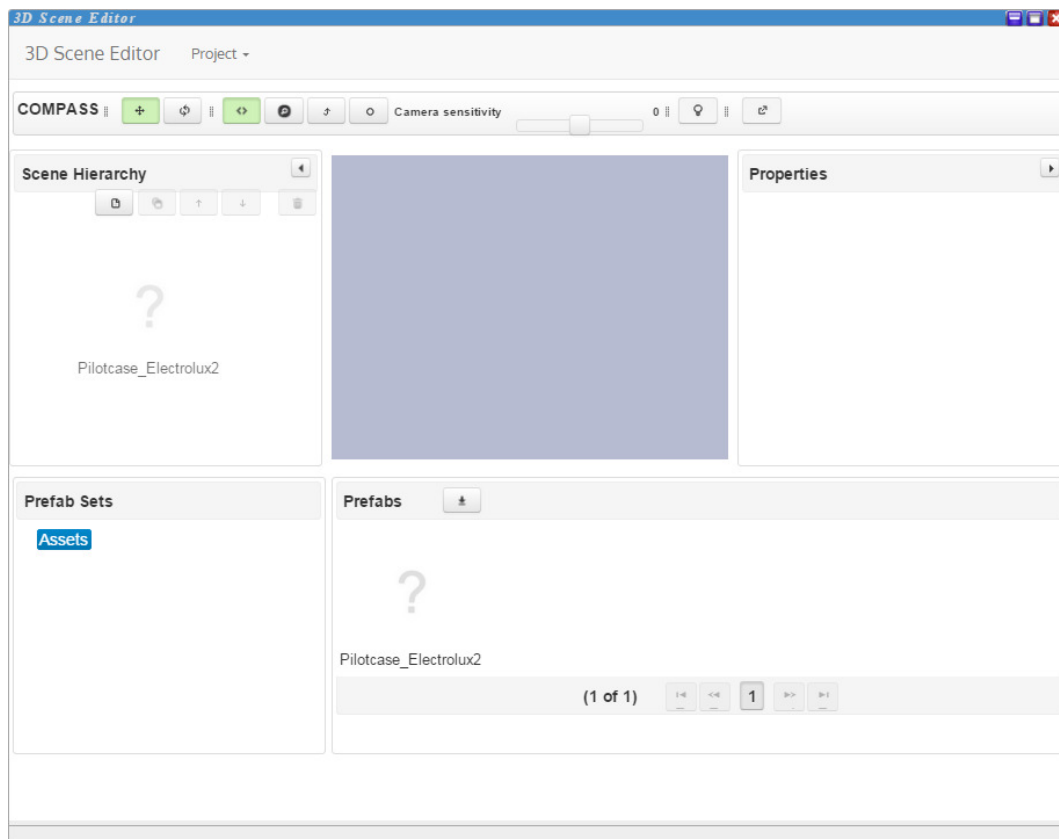 3D Scene Editor
3D Scene Editor Project
COMPASS Camera sensitivity 0
Scene Hierarchy
Properties
?
Pilotcase_Electrolux2
Prefab Sets
Prefabs
Assets
?
Pilotcase_Electrolux2
(1 of 1) 1